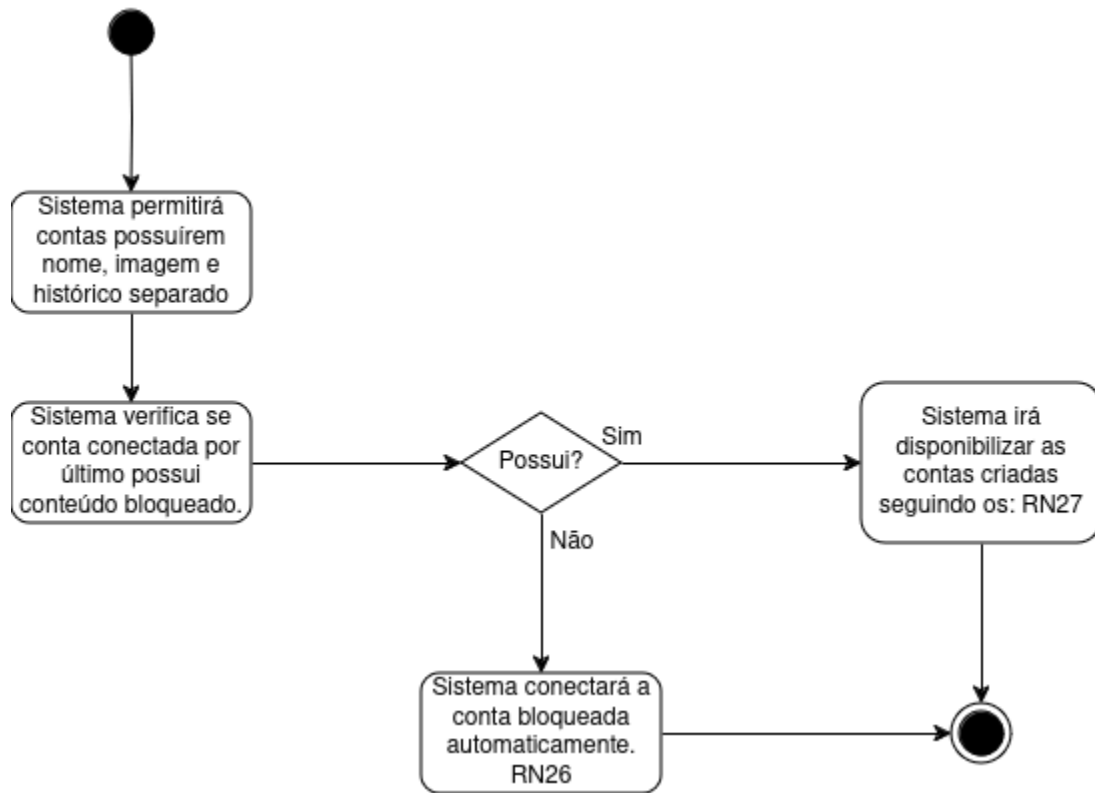 Sistema permitirá
contas possuírem
nome, imagem e
histórico separado
Sistema verifica se
conta conectada por
último possui
conteúdo bloqueado.
Possui?
Sim
Não
Sistema irá
disponibilizar as
contas criadas
seguindo os: RN27
Sistema conectará a
conta bloqueada
automaticamente.
RN26